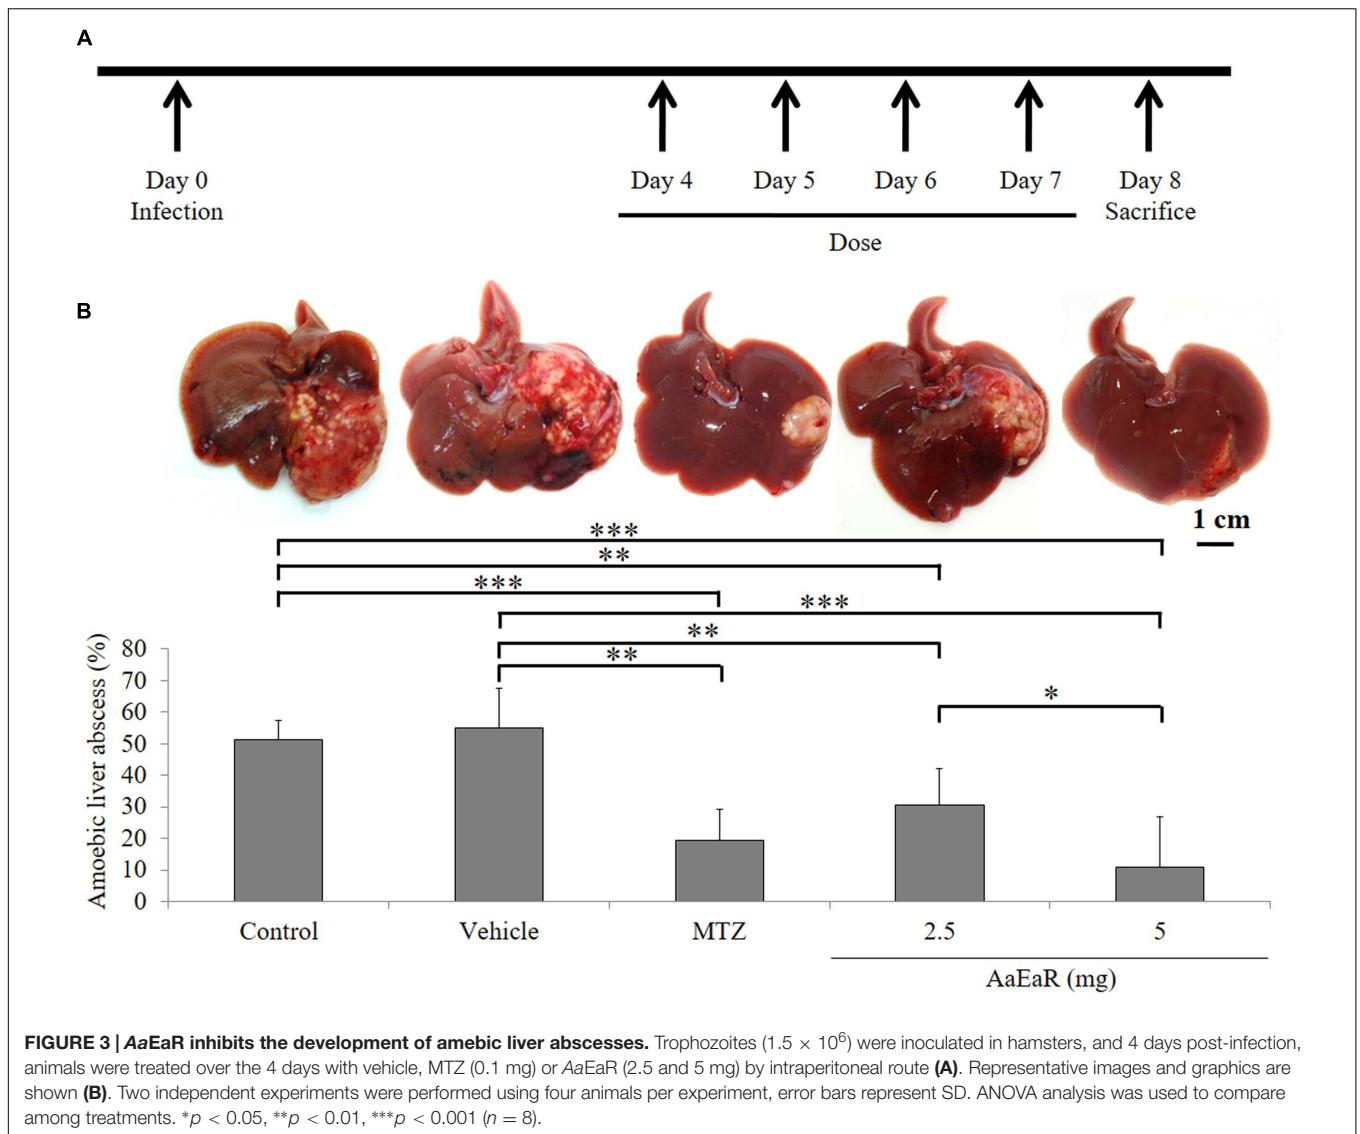 A
Day 0
Infection
Day 4
Day 5
Day 6
Day 7
Day 8
Sacrifice
Dose
B
1 cm
***
**
***
***
**
**
*
Amoebic liver abscess (%)
80
70
60
50
40
30
20
10
0
Control
Vehicle
MTZ
2.5
5
AaEaR (mg)
FIGURE 3 | AaEaR inhibits the development of amebic liver abscesses. Trophozoites (1.5 × 10⁶) were inoculated in hamsters, and 4 days post-infection,
animals were treated over the 4 days with vehicle, MTZ (0.1 mg) or AaEaR (2.5 and 5 mg) by intraperitoneal route (A). Representative images and graphics are
shown (B). Two independent experiments were performed using four animals per experiment, error bars represent SD. ANOVA analysis was used to compare
among treatments. *p < 0.05, **p < 0.01, ***p < 0.001 (n = 8).